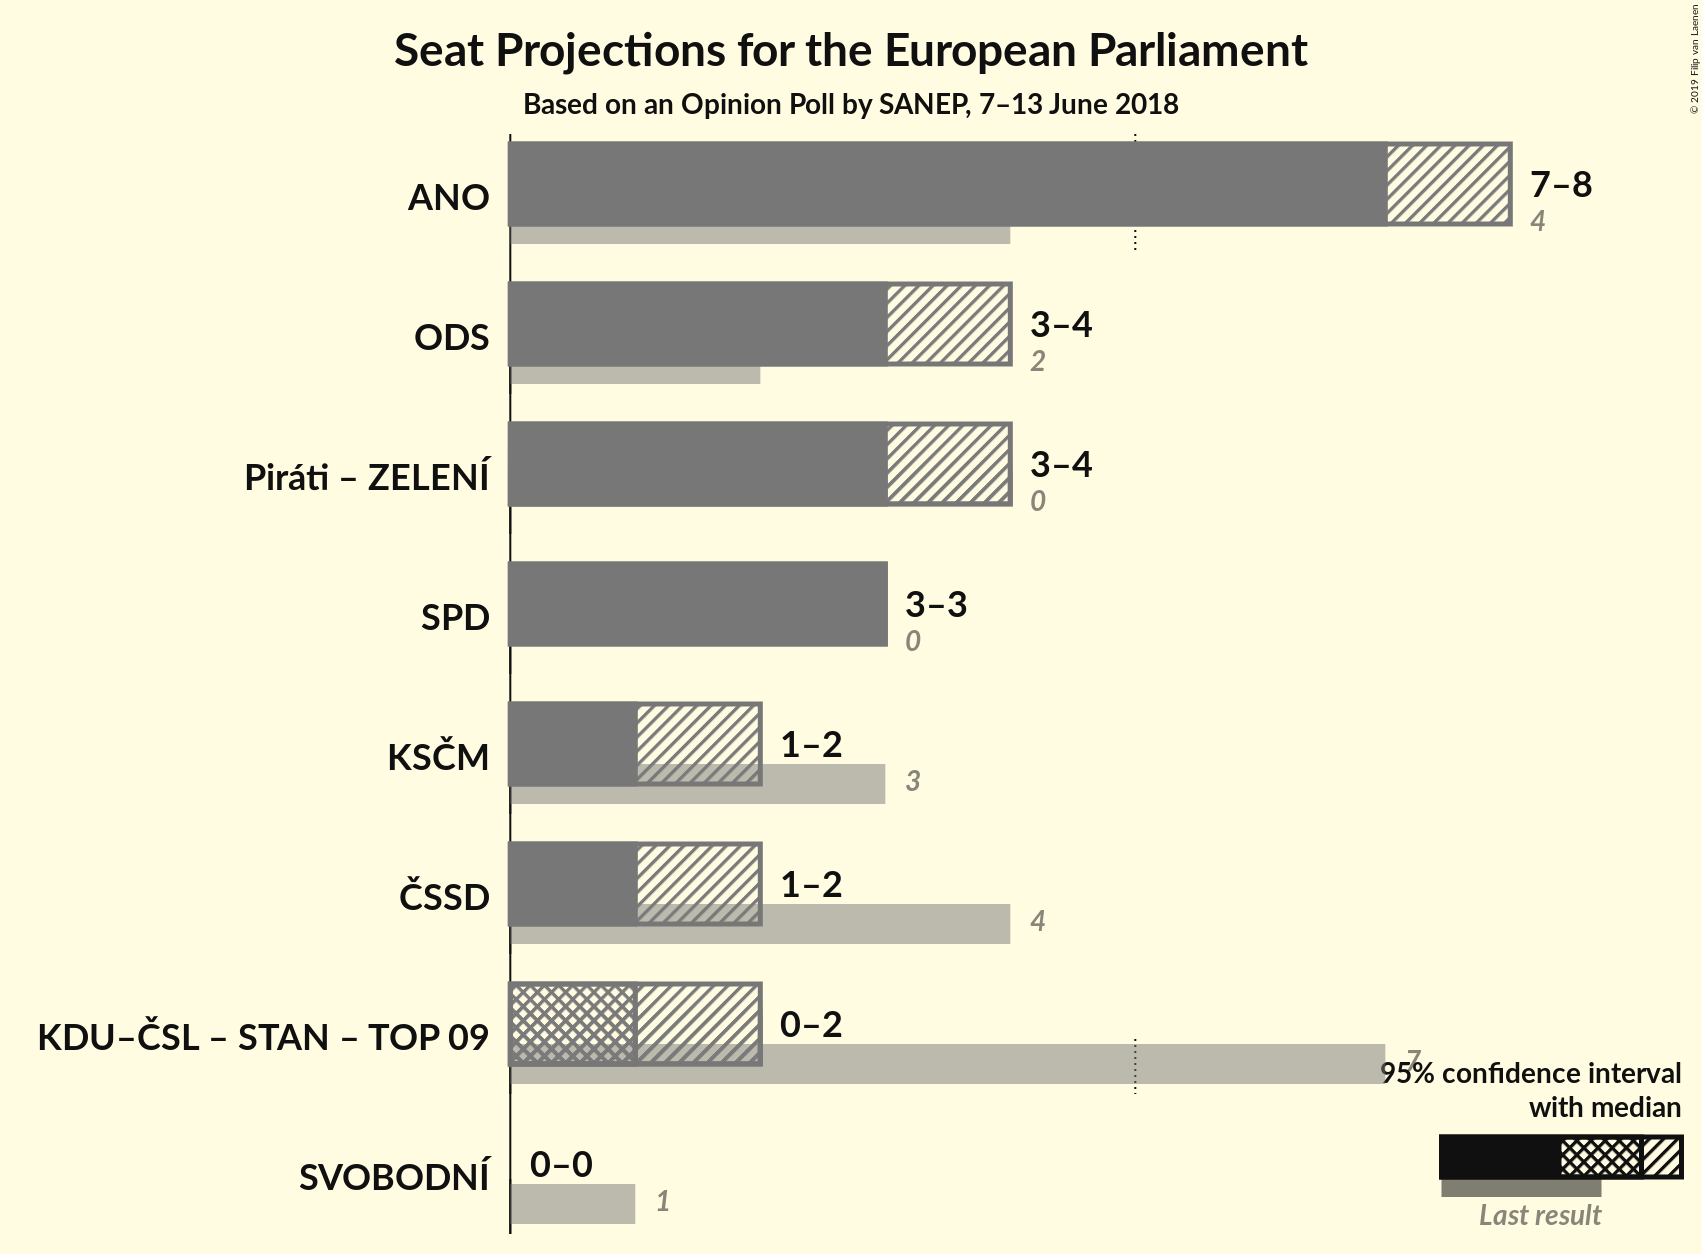 Seat Projections for the European Parliament
Based on an Opinion Poll by SANEP, 7–13 June 2018
© 2019 Filip van Laenen
ANO
7–8
4
ODS
3–4
2
Piráti – ZELENÍ
3–4
0
SPD
3–3
0
KSČM
1–2
3
ČSSD
1–2
4
KDU–ČSL – STAN – TOP 09
0–2
7
SVOBODNÍ
0–0
1
95% confidence interval
with median
Last result